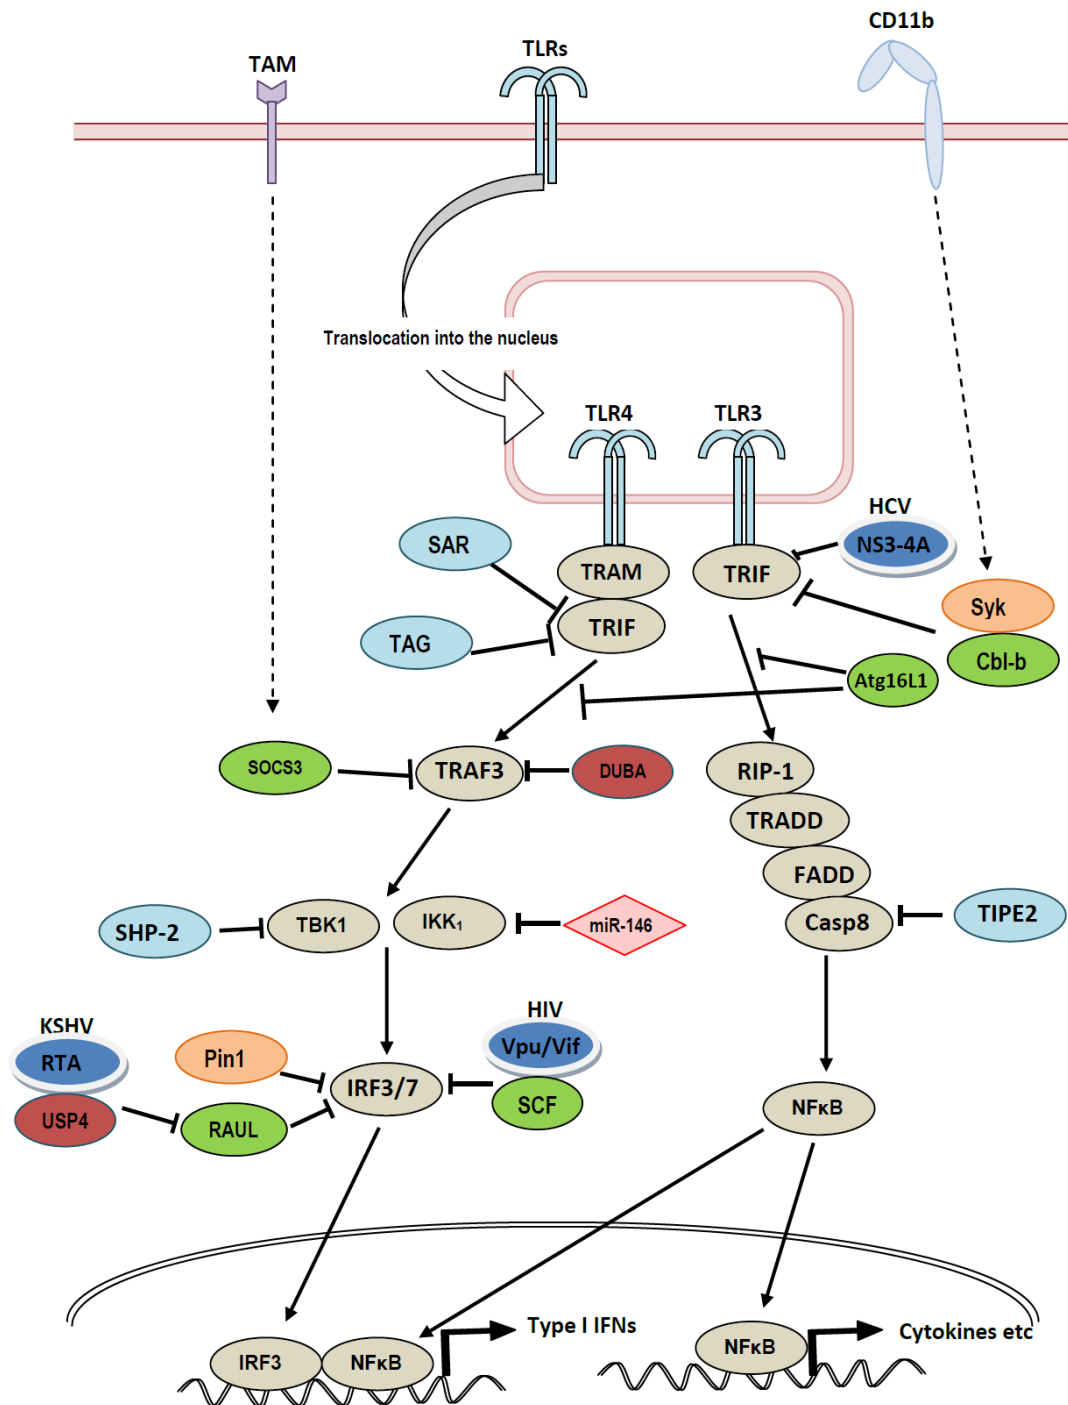 CD11b
TLRs
TAM
Translocation into the nucleus
TLR4
TLR3
HCV
NS3-4A
SAR
TRAM
TRIF
Syk
TRIF
TAG
Cbl-b
Atg16L1
SOCS3
TRAF3
DUBA
RIP-1
TRADD
FADD
SHP-2
TBK1
IKK₁
miR-146
Casp8
TIPE2
HIV
KSHV
Vpu/Vif
RTA
Pin1
IRF3/7
SCF
USP4
RAUL
NFκB
Type I IFNs
Cytokines etc
IRF3
NFκB
NFκB